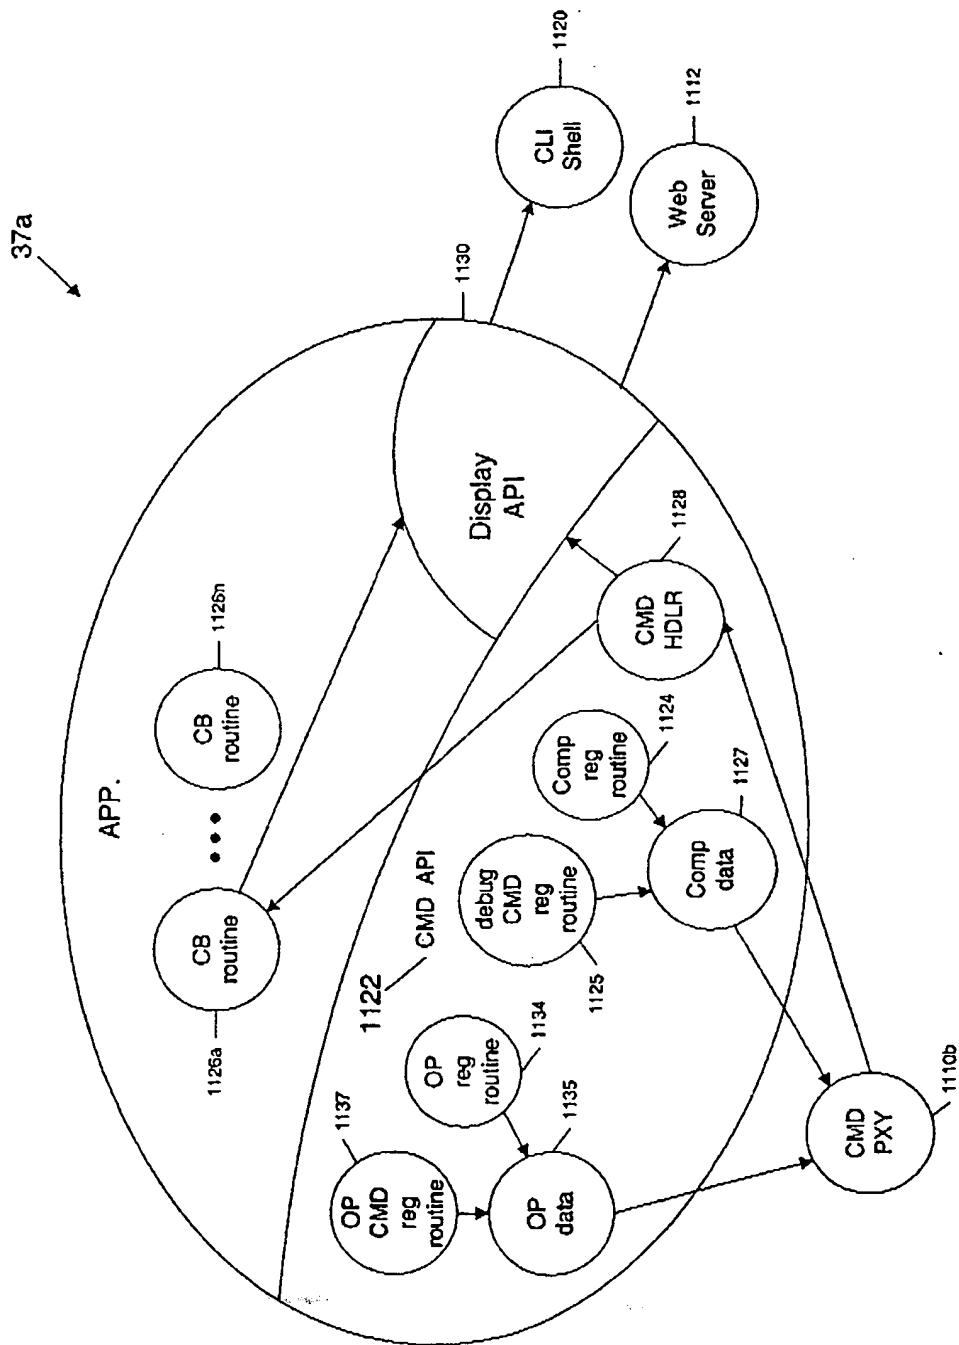 37a
APP.
CB
routine
1126a
CB
routine
1126n
1130
CLI
Shell
1120
Web
Server
1112
Display
API
1122
CMD API
OP
CMD
reg
routine
1137
OP
reg
routine
1134
OP
data
1135
debug
CMD
reg
routine
1125
Comp
reg
routine
1124
Comp
data
1127
CMD
HDLR
1128
CMD
PXY
1110b